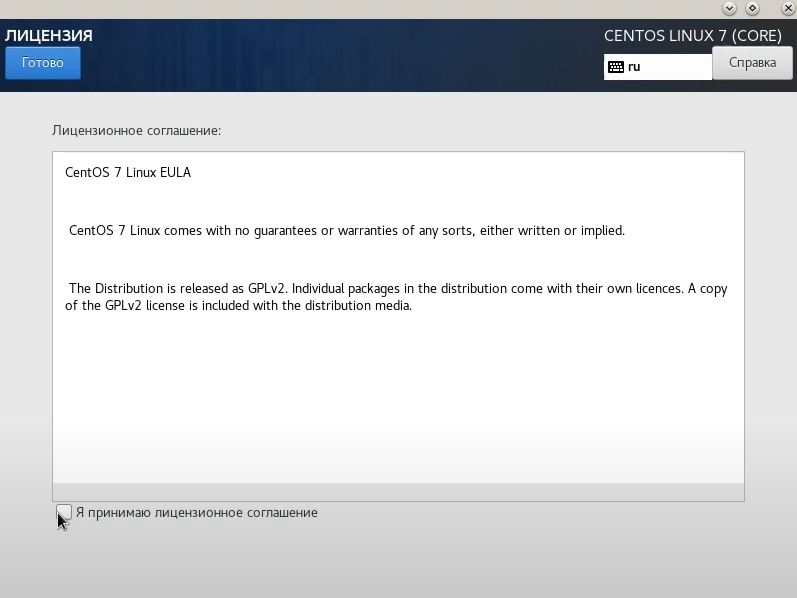 ЛИЦЕНЗИЯ
CENTOS LINUX 7 (CORE)
Готово
ru
Справка
Лицензионное соглашение:
CentOS 7 Linux EULA
CentOS 7 Linux comes with no guarantees or warranties of any sorts, either written or implied.
The Distribution is released as GPLv2. Individual packages in the distribution come with their own licences. A copy
of the GPLv2 license is included with the distribution media.
Я принимаю лицензионное соглашение